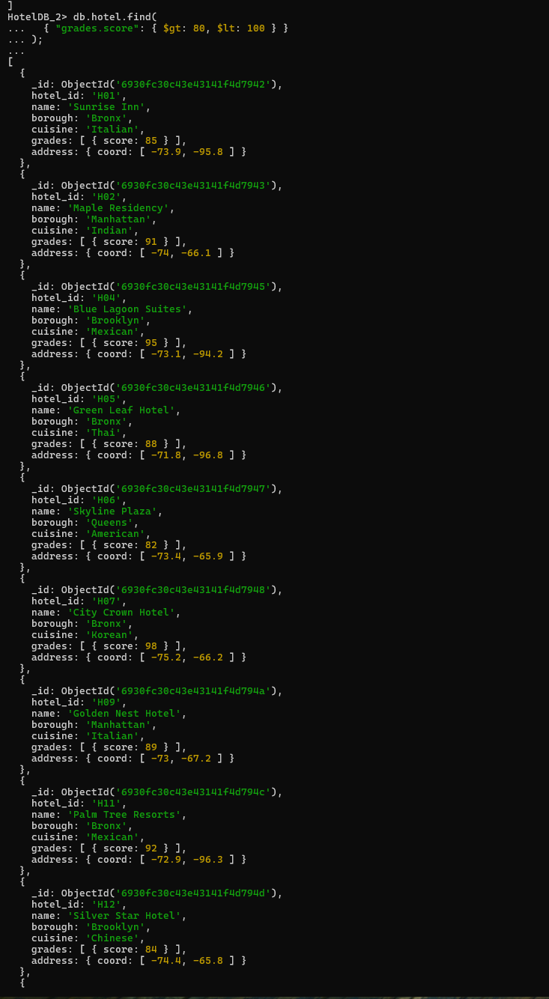 ]
HotelDB_2> db.hotel.find(
...   { "grades.score": { $gt: 80, $lt: 100 } }
... );
...
[
  {
    _id: ObjectId('6930fc30c43e43141f4d7942'),
    hotel_id: 'H01',
    name: 'Sunrise Inn',
    borough: 'Bronx',
    cuisine: 'Italian',
    grades: [ { score: 85 } ],
    address: { coord: [ -73.9, -95.8 ] }
  },
  {
    _id: ObjectId('6930fc30c43e43141f4d7943'),
    hotel_id: 'H02',
    name: 'Maple Residency',
    borough: 'Manhattan',
    cuisine: 'Indian',
    grades: [ { score: 91 } ],
    address: { coord: [ -74, -66.1 ] }
  },
  {
    _id: ObjectId('6930fc30c43e43141f4d7945'),
    hotel_id: 'H04',
    name: 'Blue Lagoon Suites',
    borough: 'Brooklyn',
    cuisine: 'Mexican',
    grades: [ { score: 95 } ],
    address: { coord: [ -73.1, -94.2 ] }
  },
  {
    _id: ObjectId('6930fc30c43e43141f4d7946'),
    hotel_id: 'H05',
    name: 'Green Leaf Hotel',
    borough: 'Bronx',
    cuisine: 'Thai',
    grades: [ { score: 88 } ],
    address: { coord: [ -71.8, -96.8 ] }
  },
  {
    _id: ObjectId('6930fc30c43e43141f4d7947'),
    hotel_id: 'H06',
    name: 'Skyline Plaza',
    borough: 'Queens',
    cuisine: 'American',
    grades: [ { score: 82 } ],
    address: { coord: [ -73.4, -65.9 ] }
  },
  {
    _id: ObjectId('6930fc30c43e43141f4d7948'),
    hotel_id: 'H07',
    name: 'City Crown Hotel',
    borough: 'Bronx',
    cuisine: 'Korean',
    grades: [ { score: 98 } ],
    address: { coord: [ -75.2, -66.2 ] }
  },
  {
    _id: ObjectId('6930fc30c43e43141f4d794a'),
    hotel_id: 'H09',
    name: 'Golden Nest Hotel',
    borough: 'Manhattan',
    cuisine: 'Italian',
    grades: [ { score: 89 } ],
    address: { coord: [ -73, -67.2 ] }
  },
  {
    _id: ObjectId('6930fc30c43e43141f4d794c'),
    hotel_id: 'H11',
    name: 'Palm Tree Resorts',
    borough: 'Bronx',
    cuisine: 'Mexican',
    grades: [ { score: 92 } ],
    address: { coord: [ -72.9, -96.3 ] }
  },
  {
    _id: ObjectId('6930fc30c43e43141f4d794d'),
    hotel_id: 'H12',
    name: 'Silver Star Hotel',
    borough: 'Brooklyn',
    cuisine: 'Chinese',
    grades: [ { score: 84 } ],
    address: { coord: [ -74.4, -65.8 ] }
  },
  {